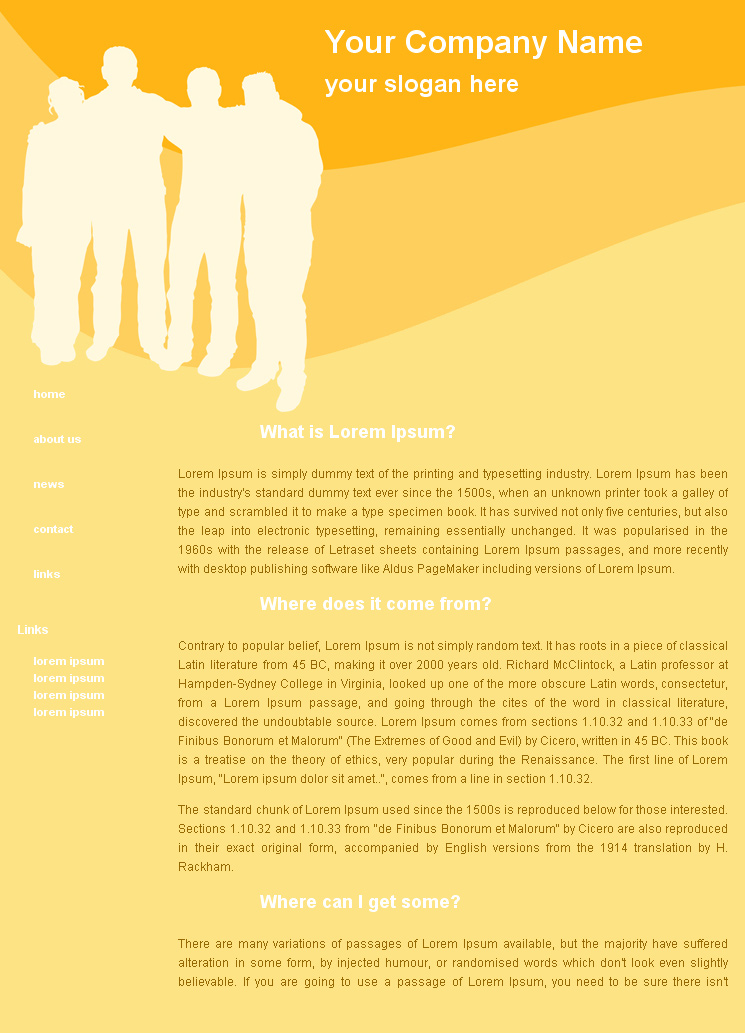 Your Company Name
your slogan here
home
about us
news
contact
links
Links
lorem ipsum
lorem ipsum
lorem ipsum
lorem ipsum
What is Lorem Ipsum?
Lorem Ipsum is simply dummy text of the printing and typesetting industry. Lorem Ipsum has been
the industry's standard dummy text ever since the 1500s, when an unknown printer took a galley of
type and scrambled it to make a type specimen book. It has survived not only five centuries, but also
the leap into electronic typesetting, remaining essentially unchanged. It was popularised in the
1960s with the release of Letraset sheets containing Lorem Ipsum passages, and more recently
with desktop publishing software like Aldus PageMaker including versions of Lorem Ipsum.
Where does it come from?
Contrary to popular belief, Lorem Ipsum is not simply random text. It has roots in a piece of classical
Latin literature from 45 BC, making it over 2000 years old. Richard McClintock, a Latin professor at
Hampden-Sydney College in Virginia, looked up one of the more obscure Latin words, consectetur,
from a Lorem Ipsum passage, and going through the cites of the word in classical literature,
discovered the undoubtable source. Lorem Ipsum comes from sections 1.10.32 and 1.10.33 of "de
Finibus Bonorum et Malorum" (The Extremes of Good and Evil) by Cicero, written in 45 BC. This book
is a treatise on the theory of ethics, very popular during the Renaissance. The first line of Lorem
Ipsum, "Lorem ipsum dolor sit amet..", comes from a line in section 1.10.32.
The standard chunk of Lorem Ipsum used since the 1500s is reproduced below for those interested.
Sections 1.10.32 and 1.10.33 from "de Finibus Bonorum et Malorum" by Cicero are also reproduced
in their exact original form, accompanied by English versions from the 1914 translation by H.
Rackham.
Where can I get some?
There are many variations of passages of Lorem Ipsum available, but the majority have suffered
alteration in some form, by injected humour, or randomised words which don't look even slightly
believable. If you are going to use a passage of Lorem Ipsum, you need to be sure there isn't